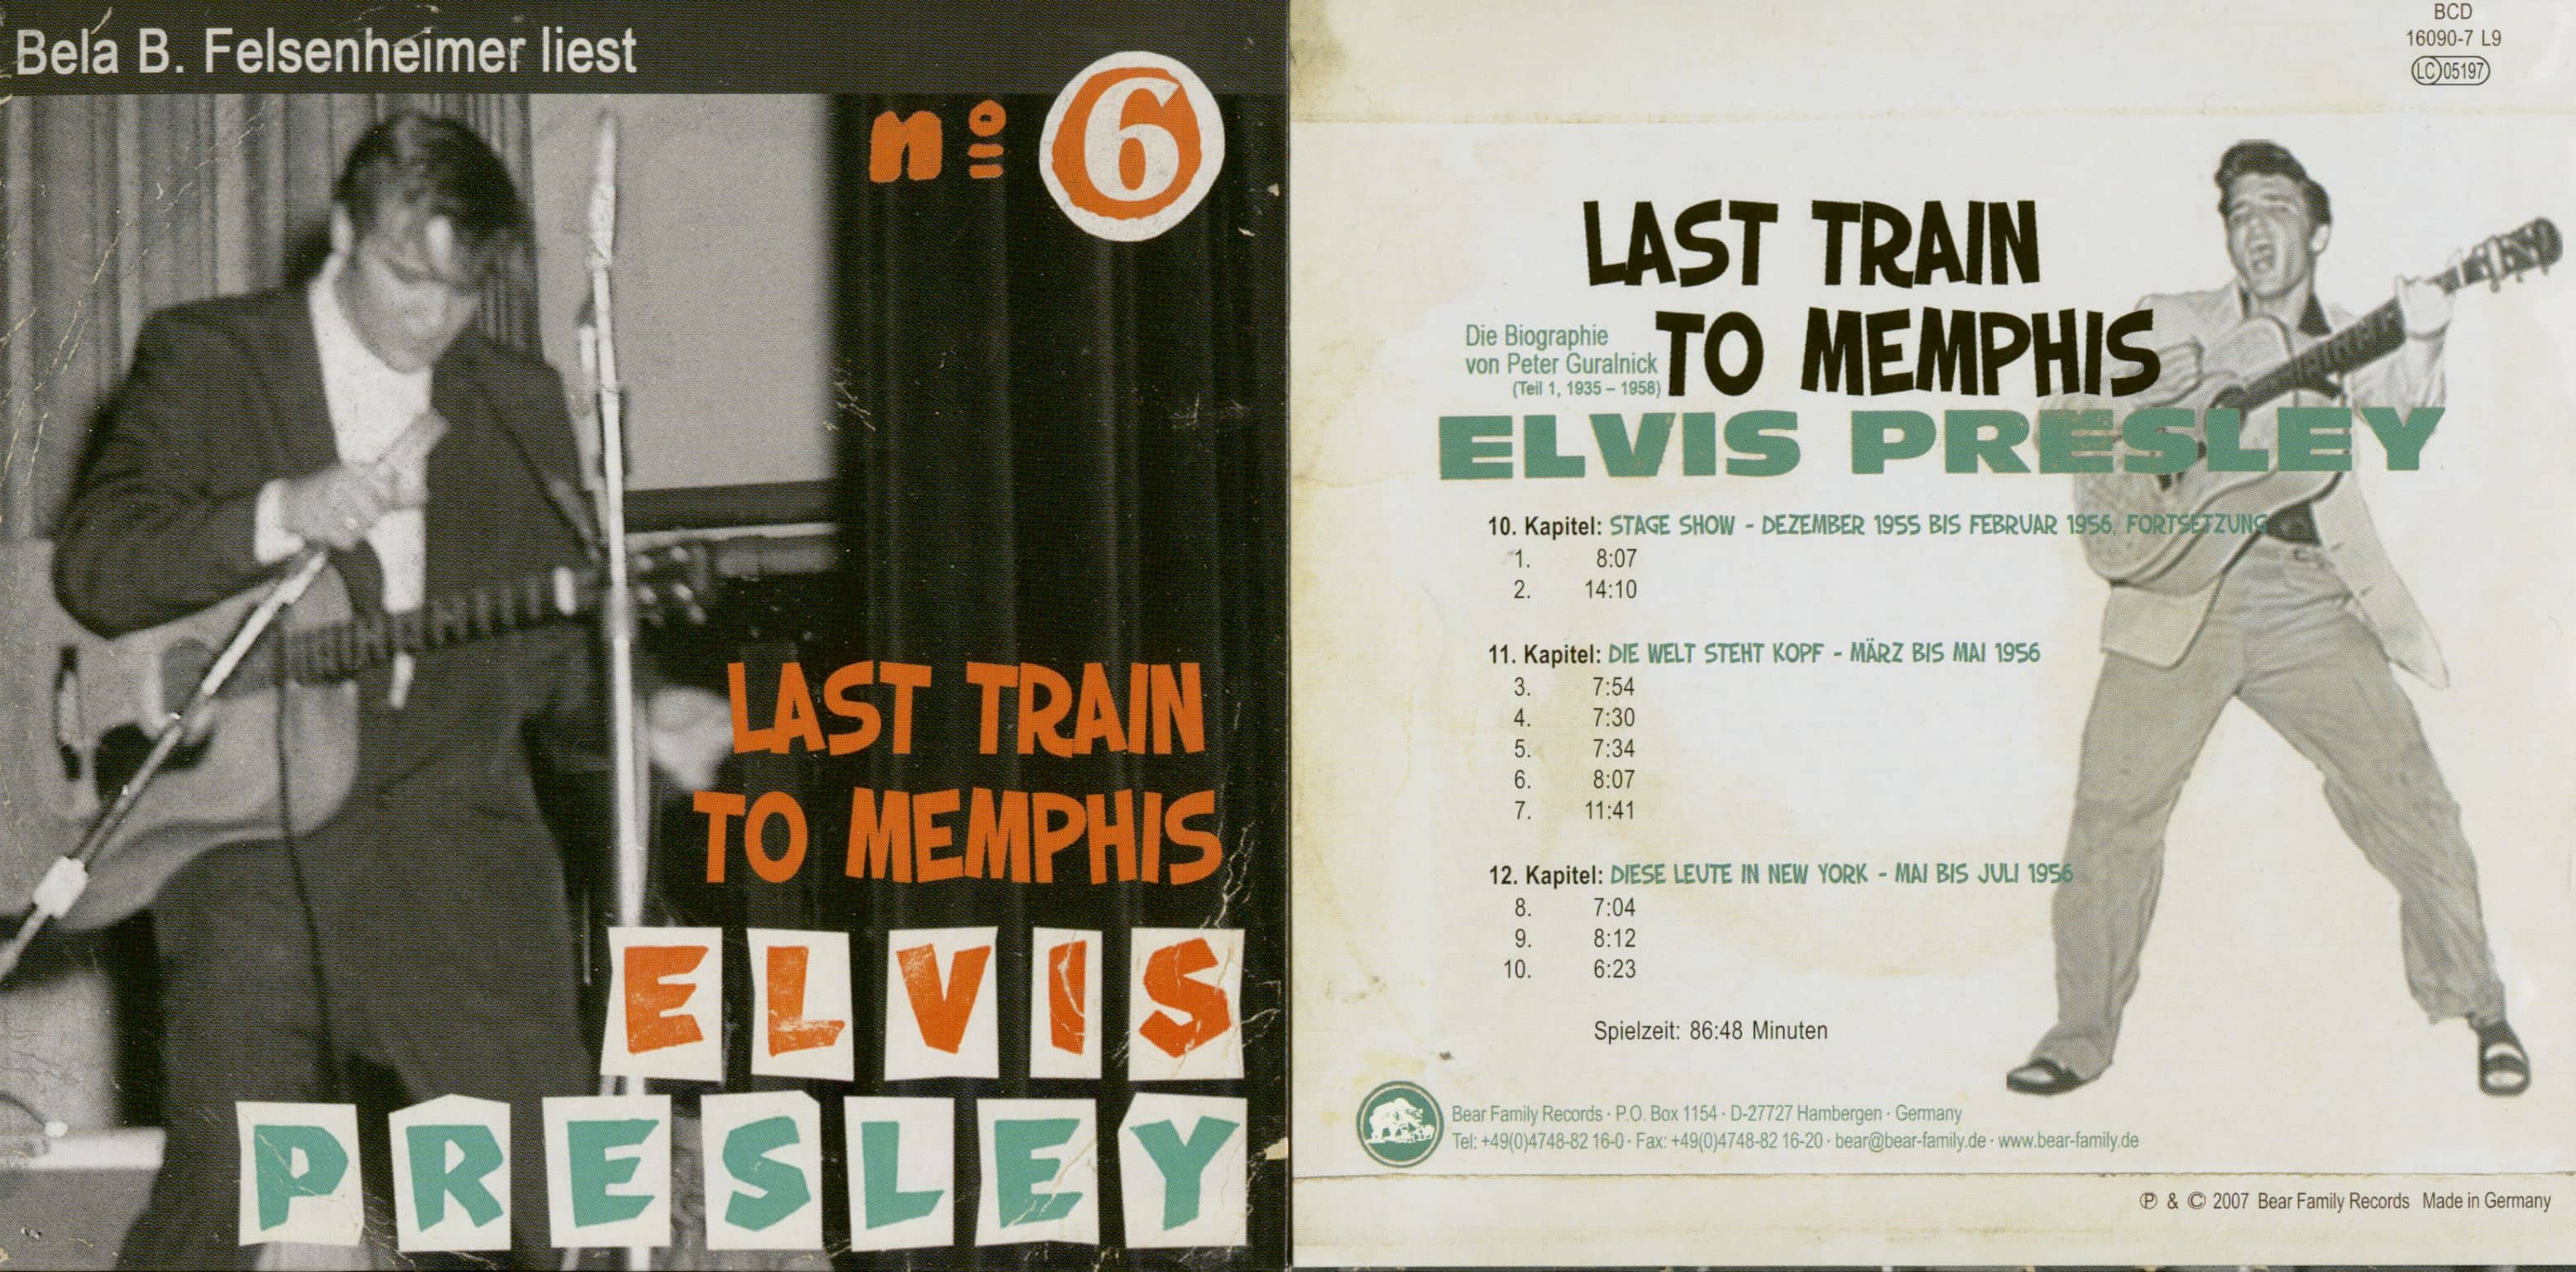 Bela B. Felsenheimer liest
nº 6
LAST TRAIN
TO MEMPHIS
ELVIS
PRESLEY
BCD
16090-7 L9
LC 05197
LAST TRAIN
TO MEMPHIS
Die Biographie
von Peter Guralnick
(Teil 1, 1935 – 1958)
ELVIS PRESLEY
10. Kapitel: STAGE SHOW - DEZEMBER 1955 BIS FEBRUAR 1956, FORTSETZUNG
1. 8:07
2. 14:10
11. Kapitel: DIE WELT STEHT KOPF - MÄRZ BIS MAI 1956
3. 7:54
4. 7:30
5. 7:34
6. 8:07
7. 11:41
12. Kapitel: DIESE LEUTE IN NEW YORK - MAI BIS JULI 1956
8. 7:04
9. 8:12
10. 6:23
Spielzeit: 86:48 Minuten
Bear Family Records · P.O. Box 1154 · D-27727 Hambergen · Germany
Tel: +49(0)4748-82 16-0 · Fax: +49(0)4748-82 16-20 · bear@bear-family.de · www.bear-family.de
℗ & © 2007 Bear Family Records Made in Germany